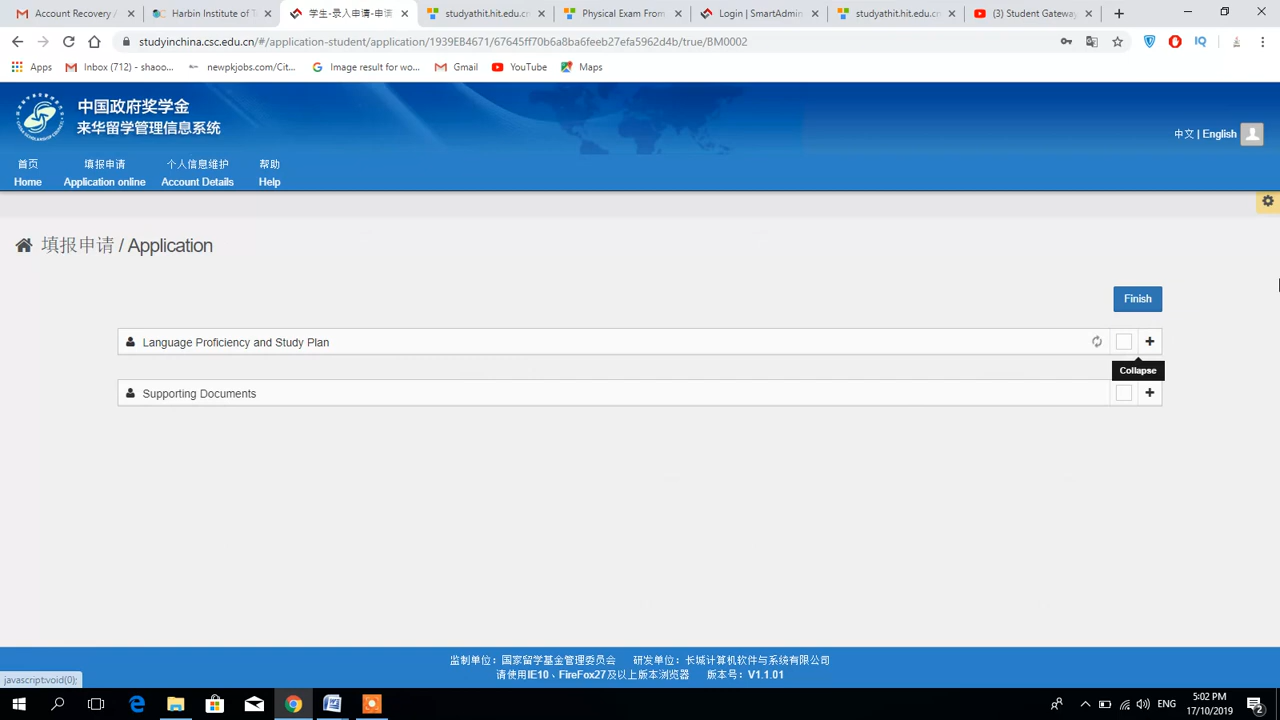 Account Recovery /
Harbin Institute of T
学生-录入申请-申请
studyathit.hit.edu.cn
Physical Exam From
Login | SmartAdmin
studyathit.hit.edu.cn
(3) Student Gateway
studyinchina.csc.edu.cn/#/application-student/application/1939EB4671/67645ff70b6a8ba6feeb27efa5962d4b/true/BM0002
Apps
Inbox (712) - shaoo...
newpkjobs.com/Cit...
Image result for wo...
Gmail
YouTube
Maps
中国政府奖学金
来华留学管理信息系统
中文 | English
首页
填报申请
个人信息维护
帮助
Home
Application online
Account Details
Help
填报申请 / Application
Finish
Language Proficiency and Study Plan
Collapse
Supporting Documents
监制单位：国家留学基金管理委员会 研发单位：长城计算机软件与系统有限公司
请使用IE10、FireFox27及以上版本浏览器 版本号：V1.1.01
javascript:void(0);
ENG
5:02 PM
17/10/2019
2